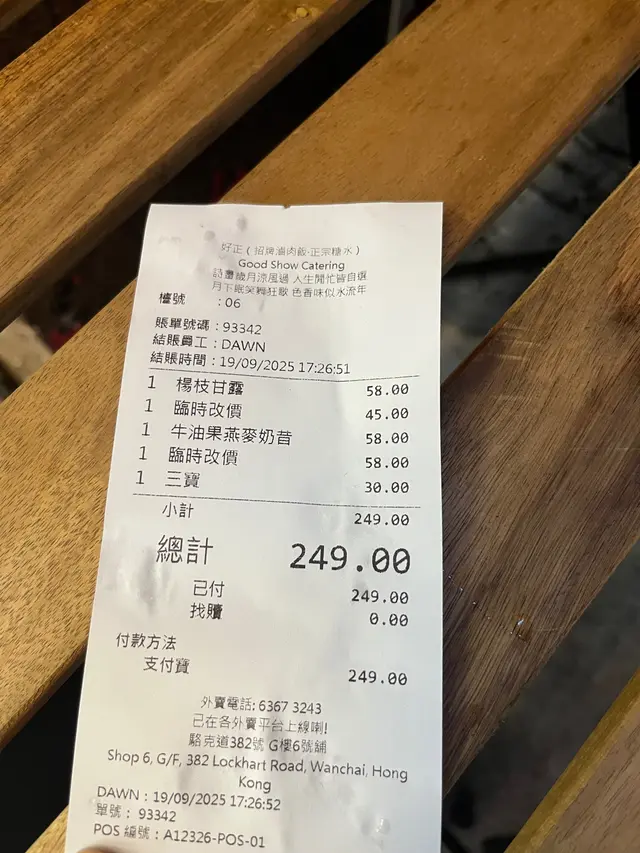 好正（招牌滷肉飯·正宗糖水）
Good Show Catering
詩畫歲月涼風過 人生閒忙皆自選
月下眠笑舞狂歌 色香味似水流年
檯號 : 06
賬單號碼 : 93342
結賬員工 : DAWN
結賬時間 : 19/09/2025 17:26:51
1 楊枝甘露 58.00
1 臨時改價 45.00
1 牛油果燕麥奶昔 58.00
1 臨時改價 58.00
1 三寶 30.00
小計 249.00
總計 249.00
已付 249.00
找贖 0.00
付款方法
支付寶 249.00
外賣電話: 6367 3243
已在各外賣平台上線喇!
駱克道382號 G樓6號舖
Shop 6, G/F, 382 Lockhart Road, Wanchai, Hong
Kong
DAWN : 19/09/2025 17:26:52
單號 : 93342
POS 編號 : A12326-POS-01